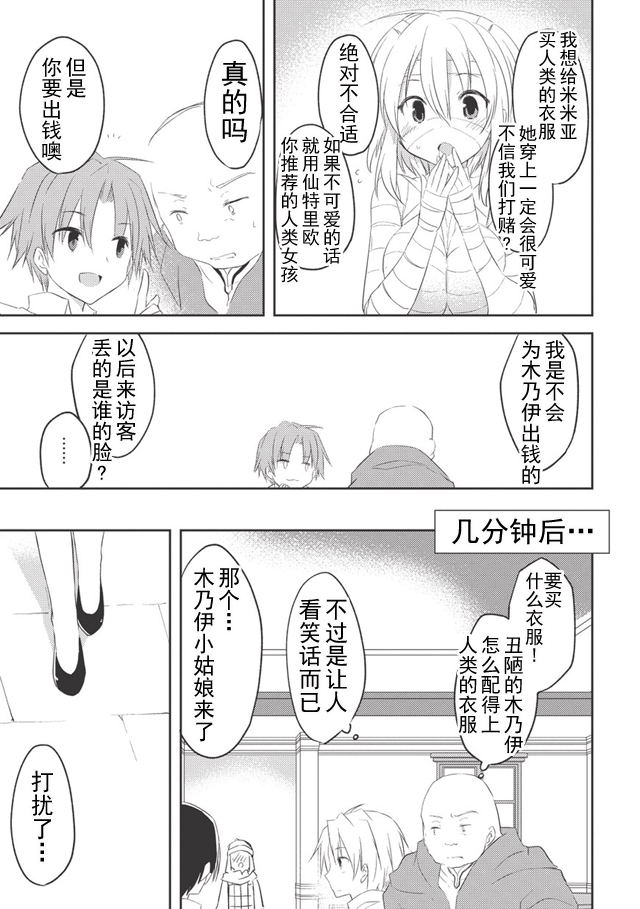 我想给米米亚
买人类的衣服
她穿上一定会很可爱
不信我们打赌？
绝对不合适
如果不可爱的话
就用仙特里欧
你推荐的人类女孩
真的吗
但是
你要出钱噢
我是不会
为木乃伊出钱的
以后来访客
丢的是谁的脸？
……
几分钟后…
要买
什么衣服！
丑陋的木乃伊
怎么配得上
人类的衣服
不过是让人
看笑话而已
那个…
木乃伊小姑娘来了
打扰了…